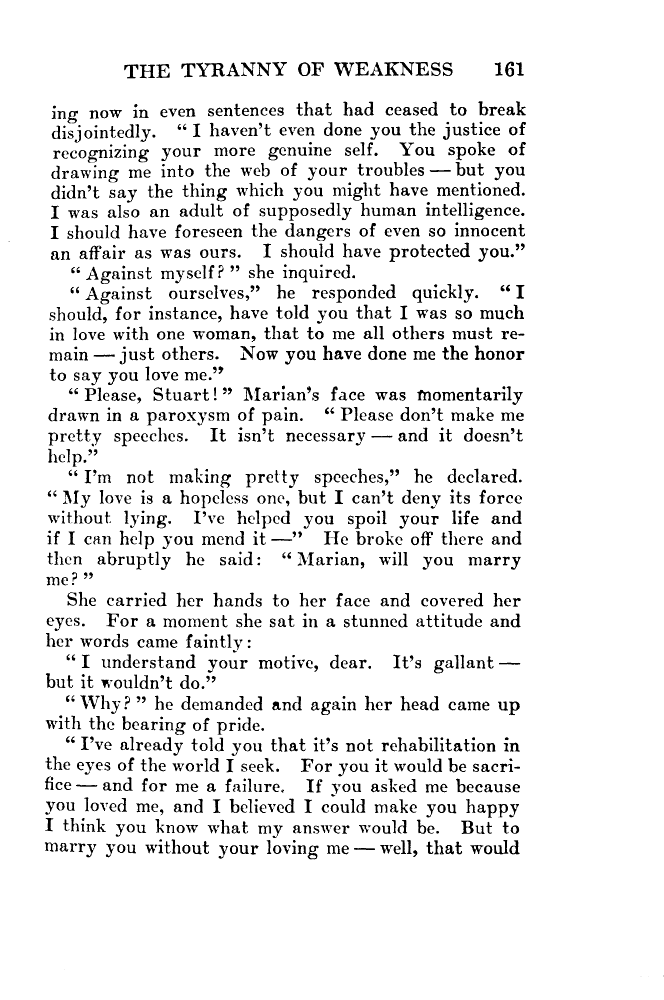 THE TYRANNY OF WEAKNESS 161
ing now in even sentences that had ceased to break
disjointedly. “ I haven't even done you the justice of
recognizing your more genuine self. You spoke of
drawing me into the web of your troubles — but you
didn't say the thing which you might have mentioned.
I was also an adult of supposedly human intelligence.
I should have foreseen the dangers of even so innocent
an affair as was ours. I should have protected you.”
“ Against myself? ” she inquired.
“ Against ourselves,” he responded quickly. “ I
should, for instance, have told you that I was so much
in love with one woman, that to me all others must re-
main — just others. Now you have done me the honor
to say you love me.”
“ Please, Stuart! ” Marian's face was momentarily
drawn in a paroxysm of pain. “ Please don't make me
pretty speeches. It isn't necessary — and it doesn't
help.”
“ I'm not making pretty speeches,” he declared.
“ My love is a hopeless one, but I can't deny its force
without lying. I've helped you spoil your life and
if I can help you mend it —” He broke off there and
then abruptly he said: “ Marian, will you marry
me? ”
She carried her hands to her face and covered her
eyes. For a moment she sat in a stunned attitude and
her words came faintly:
“ I understand your motive, dear. It's gallant —
but it wouldn't do.”
“ Why? ” he demanded and again her head came up
with the bearing of pride.
“ I've already told you that it's not rehabilitation in
the eyes of the world I seek. For you it would be sacri-
fice — and for me a failure. If you asked me because
you loved me, and I believed I could make you happy
I think you know what my answer would be. But to
marry you without your loving me — well, that would